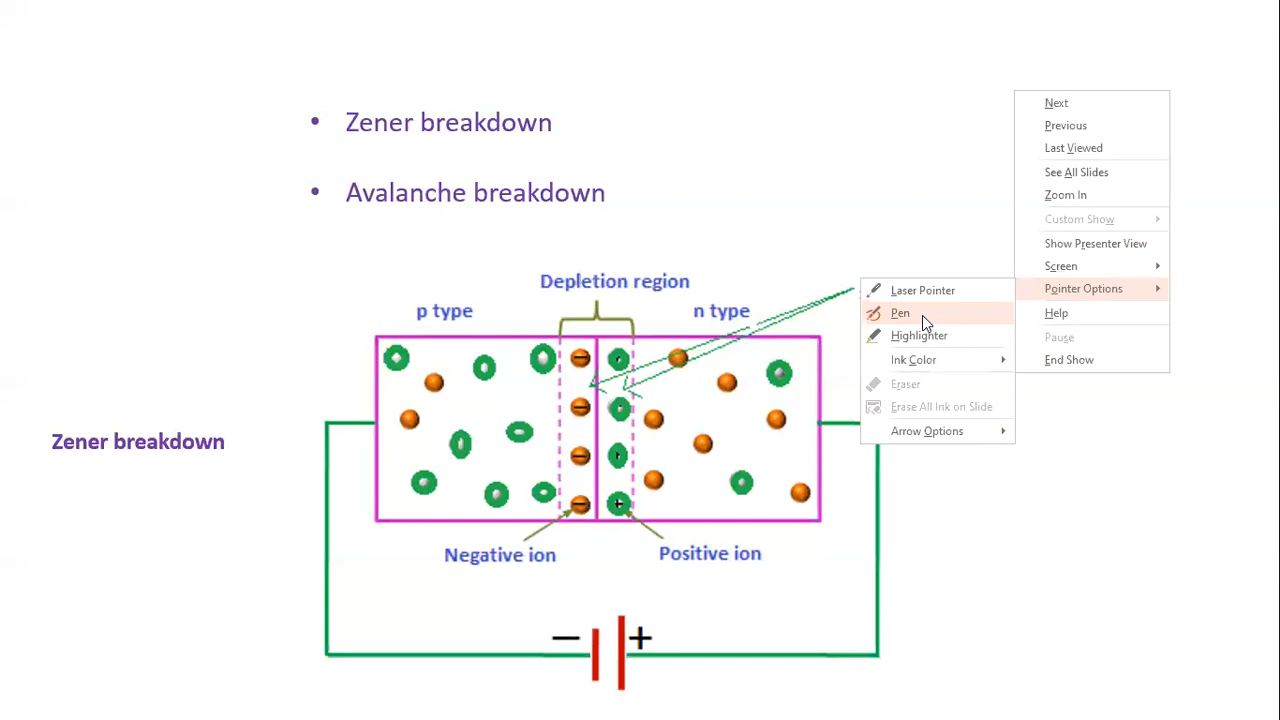 • Zener breakdown
• Avalanche breakdown
Depletion region
p type
n type
Zener breakdown
Negative ion
Positive ion
− +
Next
Previous
Last Viewed
See All Slides
Zoom In
Custom Show
Show Presenter View
Screen
Pointer Options
Help
Pause
End Show
Laser Pointer
Pen
Highlighter
Ink Color
Eraser
Erase All Ink on Slide
Arrow Options